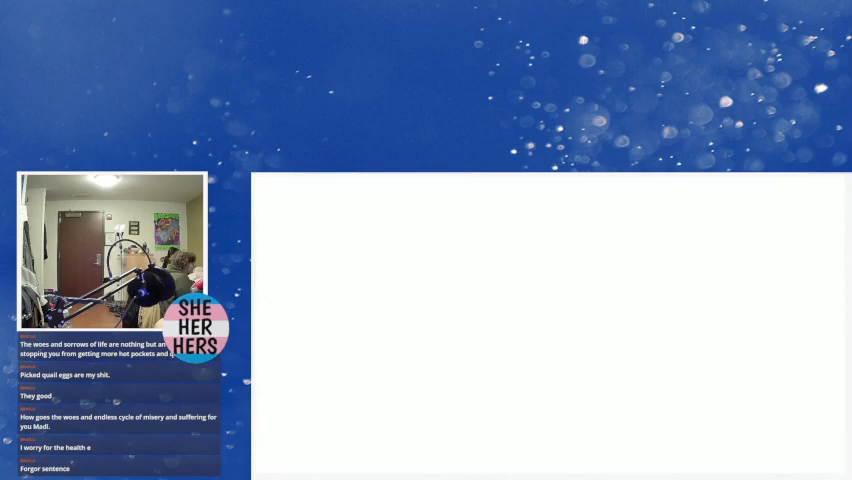 SHE
HER
HERS
The woes and sorrows of life are nothing but an
stopping you from getting more hot pockets and q
Picked quail eggs are my shit.
They good
How goes the woes and endless cycle of misery and suffering for
you Madi.
I worry for the health e
Forgor sentence